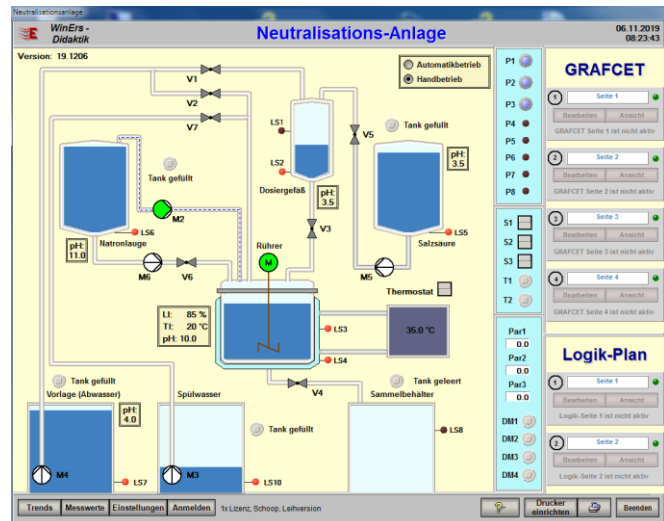 Neutralisationsanlage
WinErs -
Didaktik
Neutralisations-Anlage
06.11.2019
08:23:43
Version: 19.1206
Automatikbetrieb
Handbetrieb
V1
V2
V7
LS1
LS2
V5
Tank gefüllt
pH:
3.5
Tank gefüllt
Dosiergefaß
pH:
3.5
M2
LS6
Natronlauge
pH:
11.0
M6
V6
Rührer
M
V3
LS5
Salzsäure
M5
Thermostat
LI: 85 %
TI: 20 °C
pH: 10.0
LS3
35.0 °C
LS4
V4
Tank gefüllt
Vorlage (Abwasser)
pH:
4.0
Spülwasser
Tank gefüllt
Tank geleert
Sammelbehälter
LS8
M4
LS7
M3
LS10
P1
P2
P3
P4
P5
P6
P7
P8
S1
S2
S3
T1
T2
Par1
0.0
Par2
0.0
Par3
0.0
DM1
DM2
DM3
DM4
GRAFCET
1 Seite 1
Bearbeiten Ansicht
GRAFCET Seite 1 ist nicht aktiv
2 Seite 2
Bearbeiten Ansicht
GRAFCET Seite 2 ist nicht aktiv
3 Seite 3
Bearbeiten Ansicht
GRAFCET Seite 3 ist nicht aktiv
4 Seite 4
Bearbeiten Ansicht
GRAFCET Seite 4 ist nicht aktiv
Logik-Plan
1 Seite 1
Bearbeiten Ansicht
Logik-Seite 1 ist nicht aktiv
2 Seite 2
Bearbeiten Ansicht
Logik-Seite 2 ist nicht aktiv
Trends Messwerte Einstellungen Anmelden 1x Lizenz, Schoop, Leihversion
?
Drucker
einrichten
Beenden